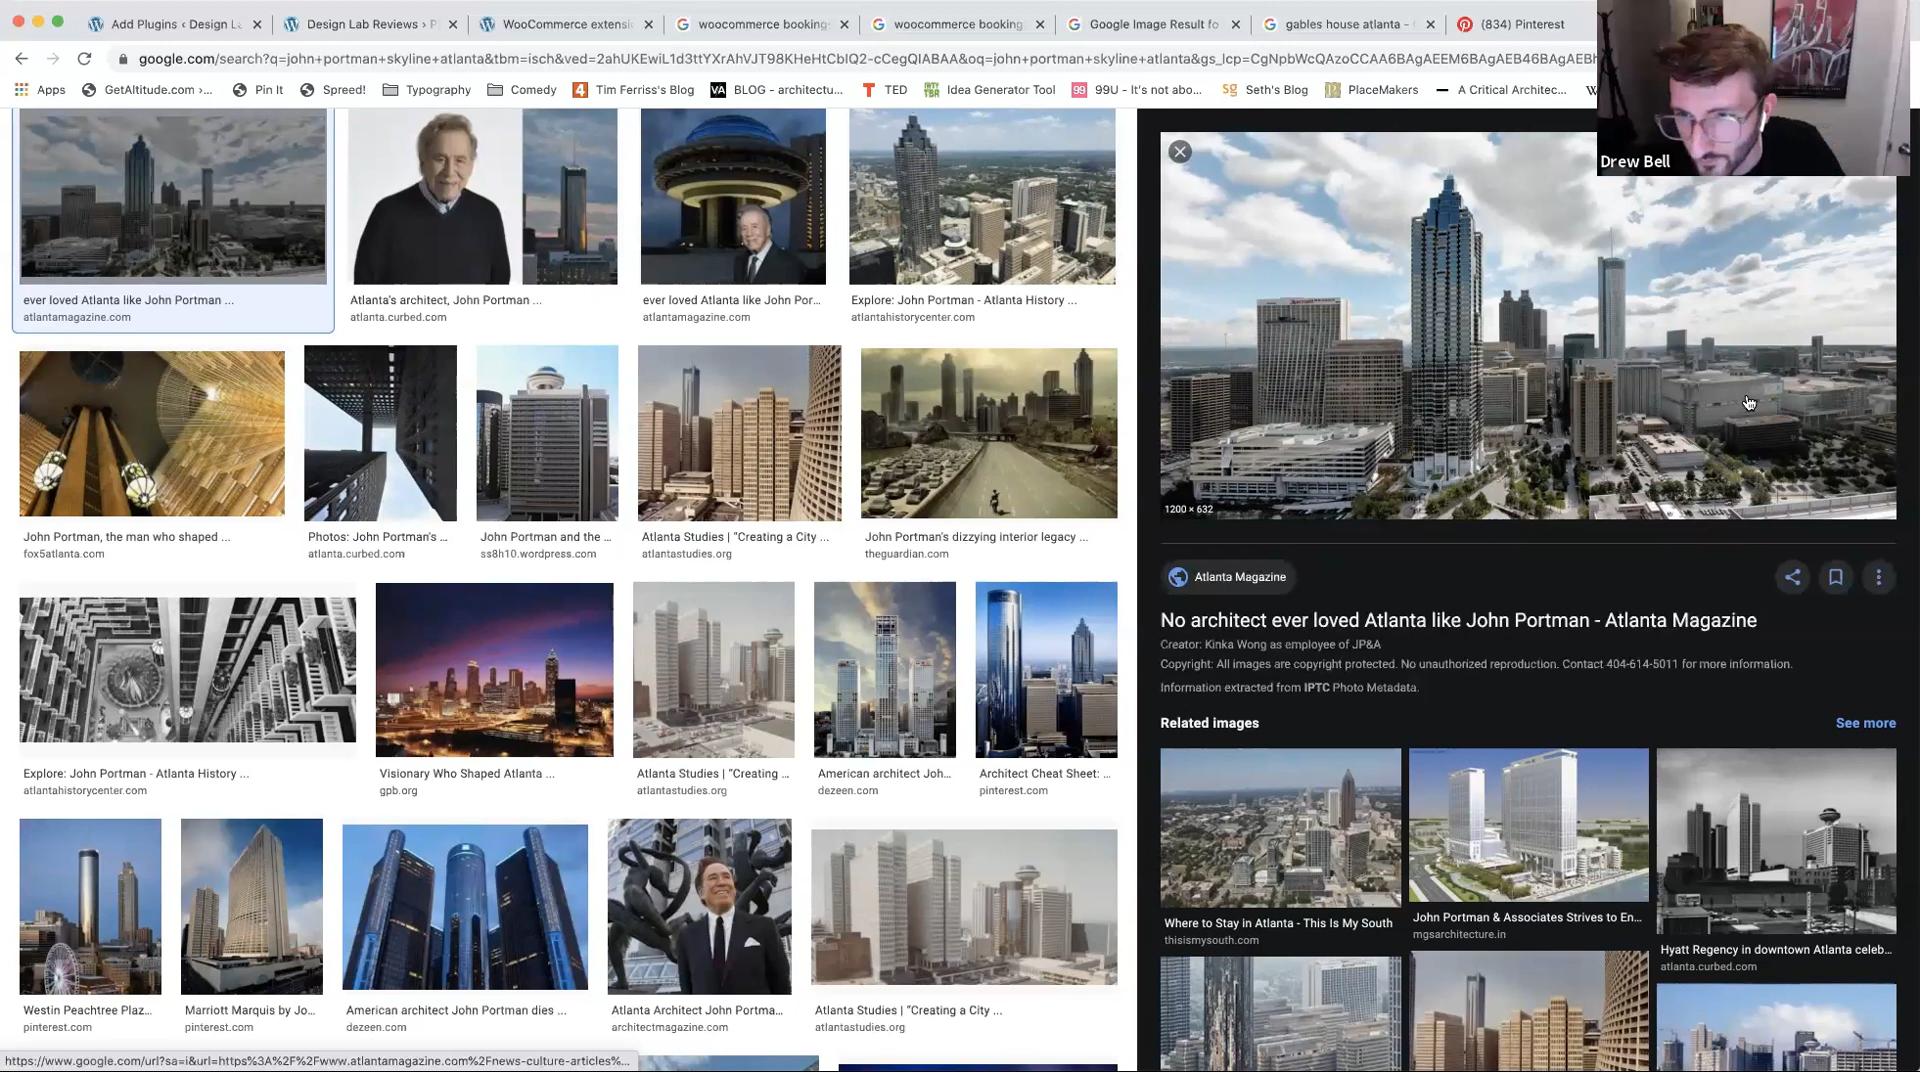 Add Plugins ‹ Design La
Design Lab Reviews › P
WooCommerce extensi
woocommerce booking
woocommerce booking
Google Image Result fo
gables house atlanta -
(834) Pinterest
google.com/search?q=john+portman+skyline+atlanta&tbm=isch&ved=2ahUKEwiL1d3ttYXrAhVJT98KHeHtCbIQ2-cCegQIABAA&oq=john+portman+skyline+atlanta&gs_lcp=CgNpbWcQAzoCCAA6BAgAEEM6BAgAEB46BAgAEBh
Apps
GetAltitude.com ›...
Pin It
Spreed!
Typography
Comedy
Tim Ferriss's Blog
VA BLOG - architectu...
TED
Idea Generator Tool
99U - It's not abo...
Seth's Blog
PlaceMakers
A Critical Architec...
Drew Bell
ever loved Atlanta like John Portman ...
atlantamagazine.com
Atlanta's architect, John Portman ...
atlanta.curbed.com
ever loved Atlanta like John Por...
atlantamagazine.com
Explore: John Portman - Atlanta History ...
atlantahistorycenter.com
John Portman, the man who shaped ...
fox5atlanta.com
Photos: John Portman's ...
atlanta.curbed.com
John Portman and the ...
ss8h10.wordpress.com
Atlanta Studies | "Creating a City ...
atlantastudies.org
John Portman's dizzying interior legacy ...
theguardian.com
Explore: John Portman - Atlanta History ...
atlantahistorycenter.com
Visionary Who Shaped Atlanta ...
gpb.org
Atlanta Studies | "Creating ...
atlantastudies.org
American architect Joh...
dezeen.com
Architect Cheat Sheet: ...
pinterest.com
Westin Peachtree Plaz...
pinterest.com
Marriott Marquis by Jo...
pinterest.com
American architect John Portman dies ...
dezeen.com
Atlanta Architect John Portma...
architectmagazine.com
Atlanta Studies | "Creating a City ...
atlantastudies.org
https://www.google.com/url?sa=i&url=https%3A%2F%2Fwww.atlantamagazine.com%2Fnews-culture-articles%...
1200 × 632
Atlanta Magazine
No architect ever loved Atlanta like John Portman - Atlanta Magazine
Creator: Kinka Wong as employee of JP&A
Copyright: All images are copyright protected. No unauthorized reproduction. Contact 404-614-5011 for more information.
Information extracted from IPTC Photo Metadata.
Related images
See more
Where to Stay in Atlanta - This Is My South
thisismysouth.com
John Portman & Associates Strives to En...
mgsarchitecture.in
Hyatt Regency in downtown Atlanta celeb...
atlanta.curbed.com